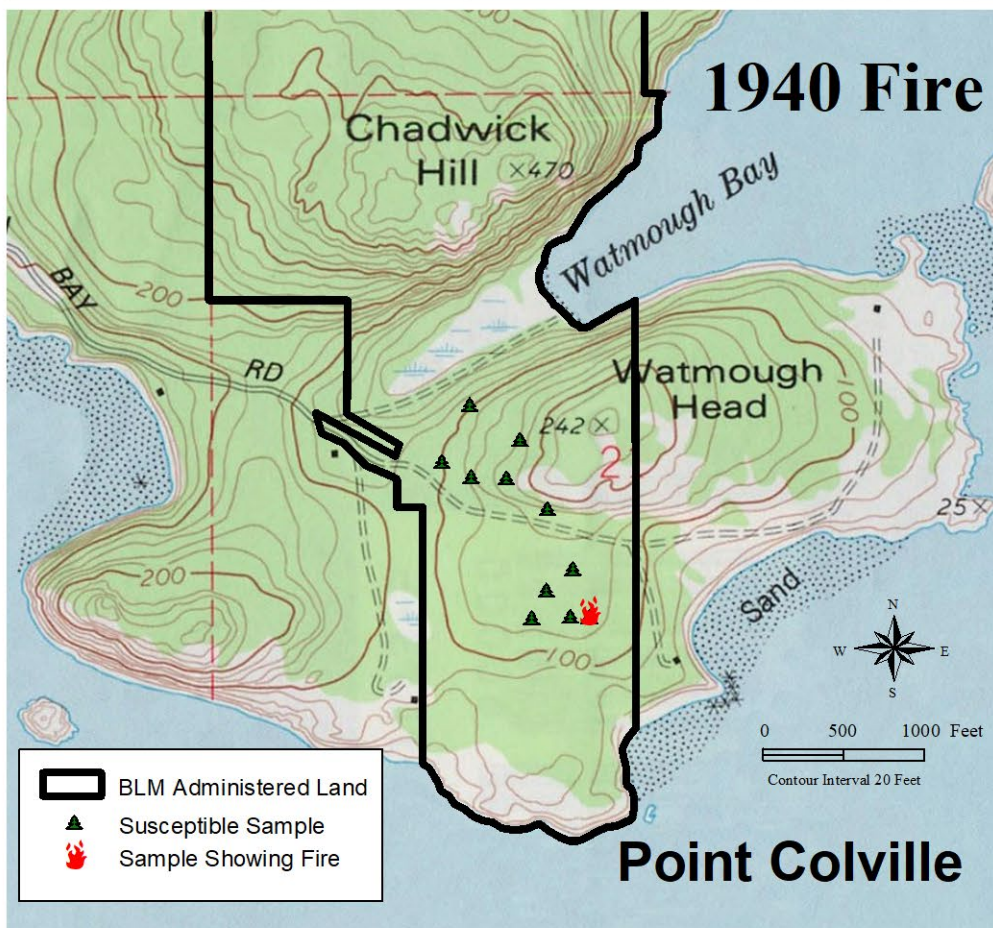 1940 Fire
Chadwick
Hill
×470
Watmough Bay
BAY
200
RD
Watmough
Head
242 ×
100
2
25 ×
200
Sand
100
N
W
E
S
0 500 1000 Feet
Contour Interval 20 Feet
BLM Administered Land
Susceptible Sample
Sample Showing Fire
Point Colville